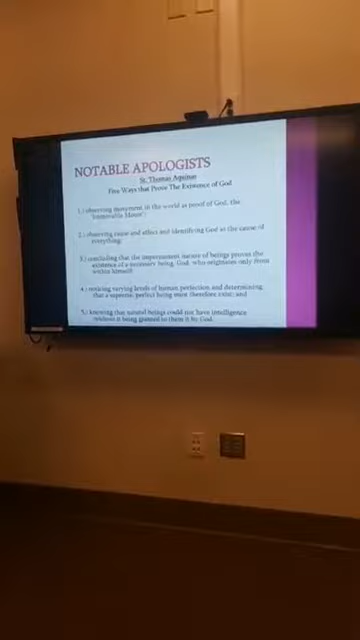 NOTABLE APOLOGISTS
St. Thomas Aquinas
Five Ways that Prove The Existence of God
1.) observing movement in the world as proof of God, the
"Immovable Mover";
2.) observing cause and effect and identifying God as the cause of
everything;
3.) concluding that the impermanent nature of beings proves the
existence of a necessary being, God, who originates only from
within himself;
4.) noticing varying levels of human perfection and determining
that a supreme, perfect being must therefore exist; and
5.) knowing that natural beings could not have intelligence
without it being granted to them it by God.